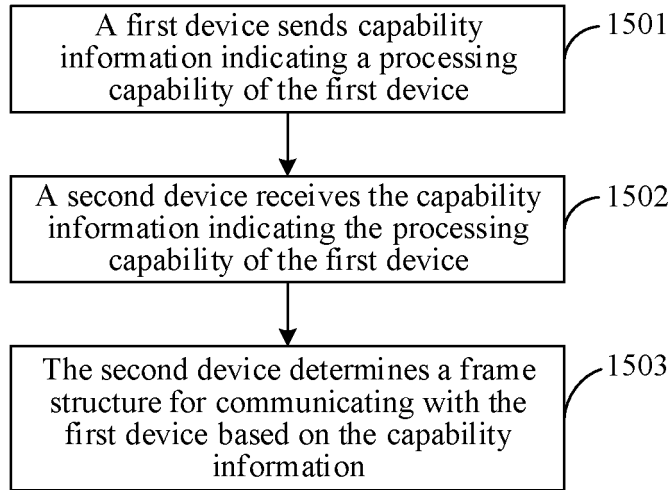 A first device sends capability
information indicating a processing
capability of the first device
1501
A second device receives the capability
information indicating the processing
capability of the first device
1502
The second device determines a frame
structure for communicating with the
first device based on the capability
information
1503